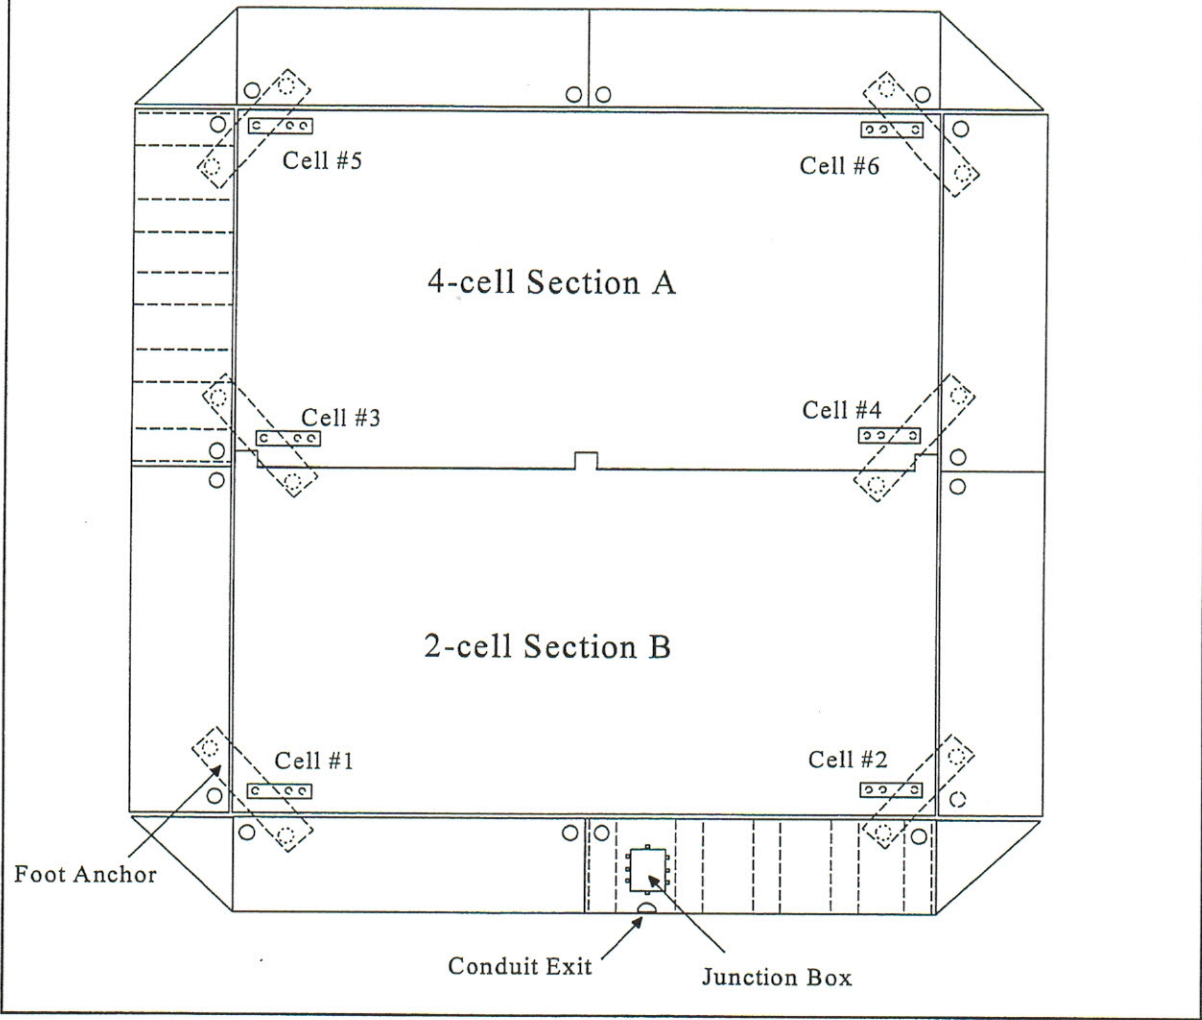 Cell #5
Cell #6
4-cell Section A
Cell #3
Cell #4
2-cell Section B
Cell #1
Cell #2
Foot Anchor
Conduit Exit
Junction Box